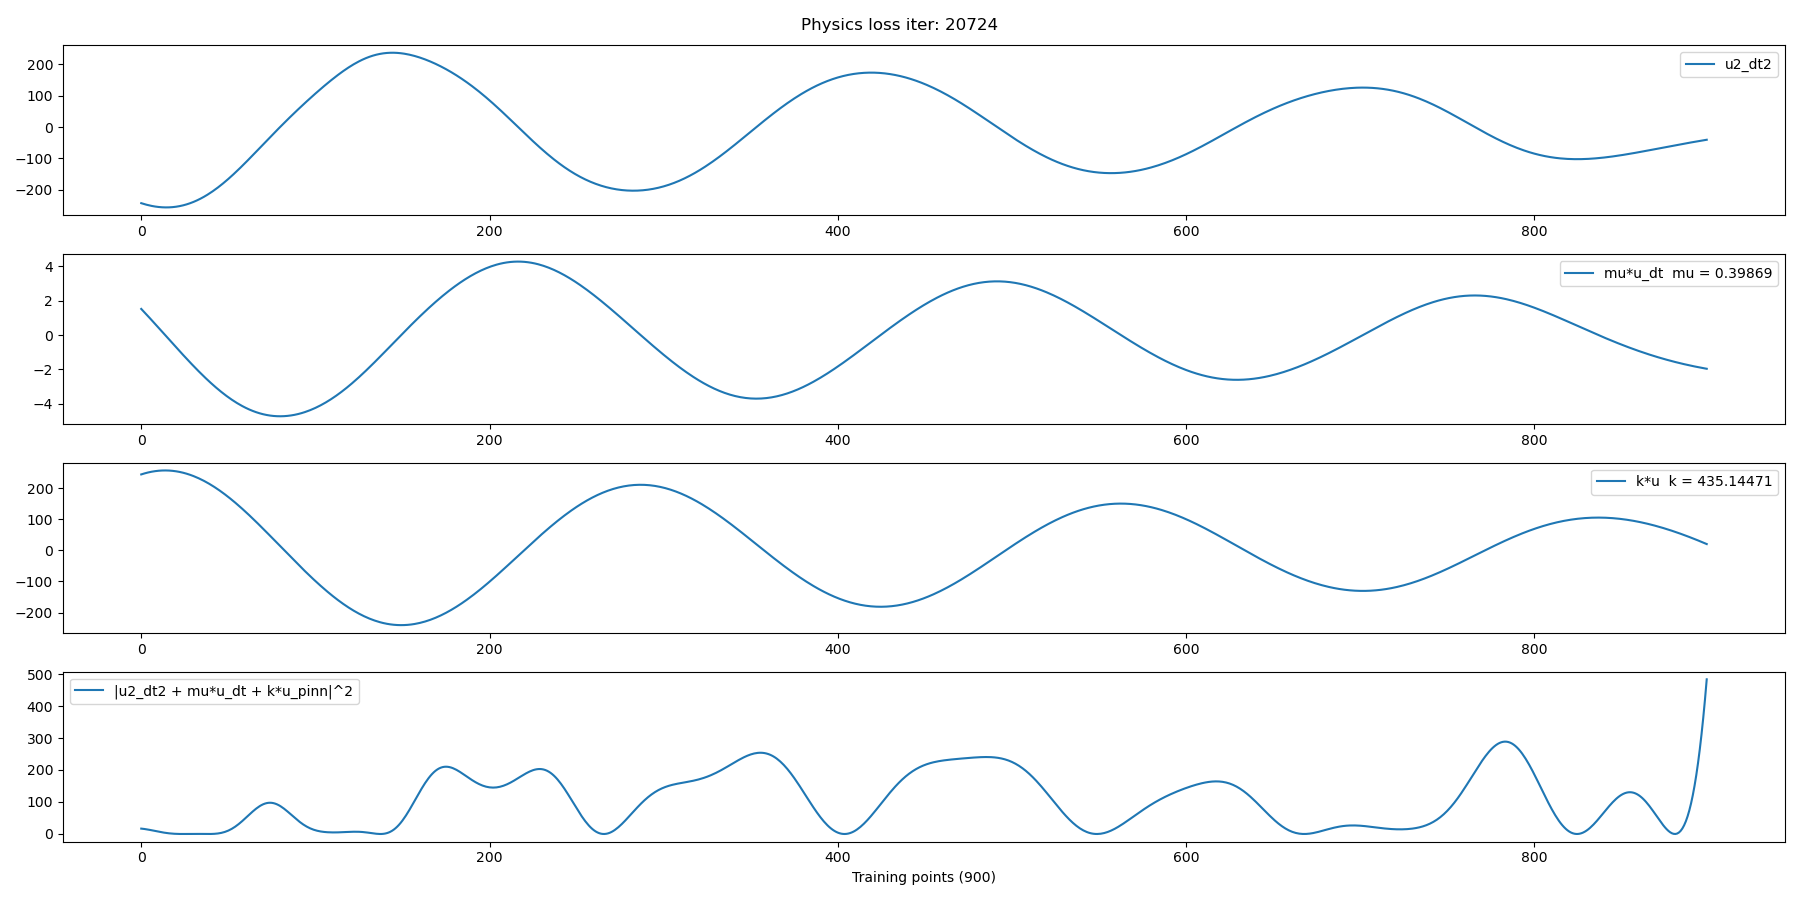 Physics loss iter: 20724
200
100
0
−100
−200
u2_dt2
0 200 400 600 800
4
2
0
−2
−4
mu*u_dt  mu = 0.39869
0 200 400 600 800
200
100
0
−100
−200
k*u  k = 435.14471
0 200 400 600 800
500
400
300
200
100
0
|u2_dt2 + mu*u_dt + k*u_pinn|^2
0 200 400 600 800
Training points (900)